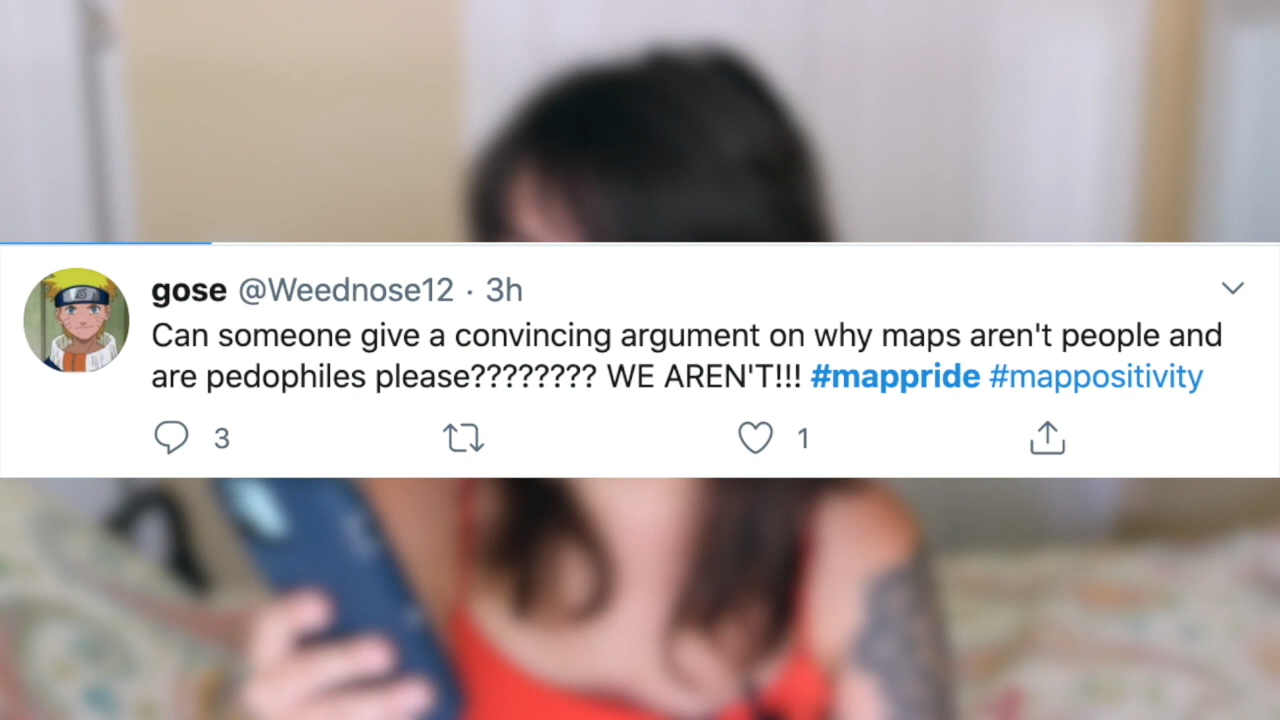 gose @Weednose12 · 3h
Can someone give a convincing argument on why maps aren't people and
are pedophiles please???????? WE AREN'T!!! #mappride #mappositivity
3 1